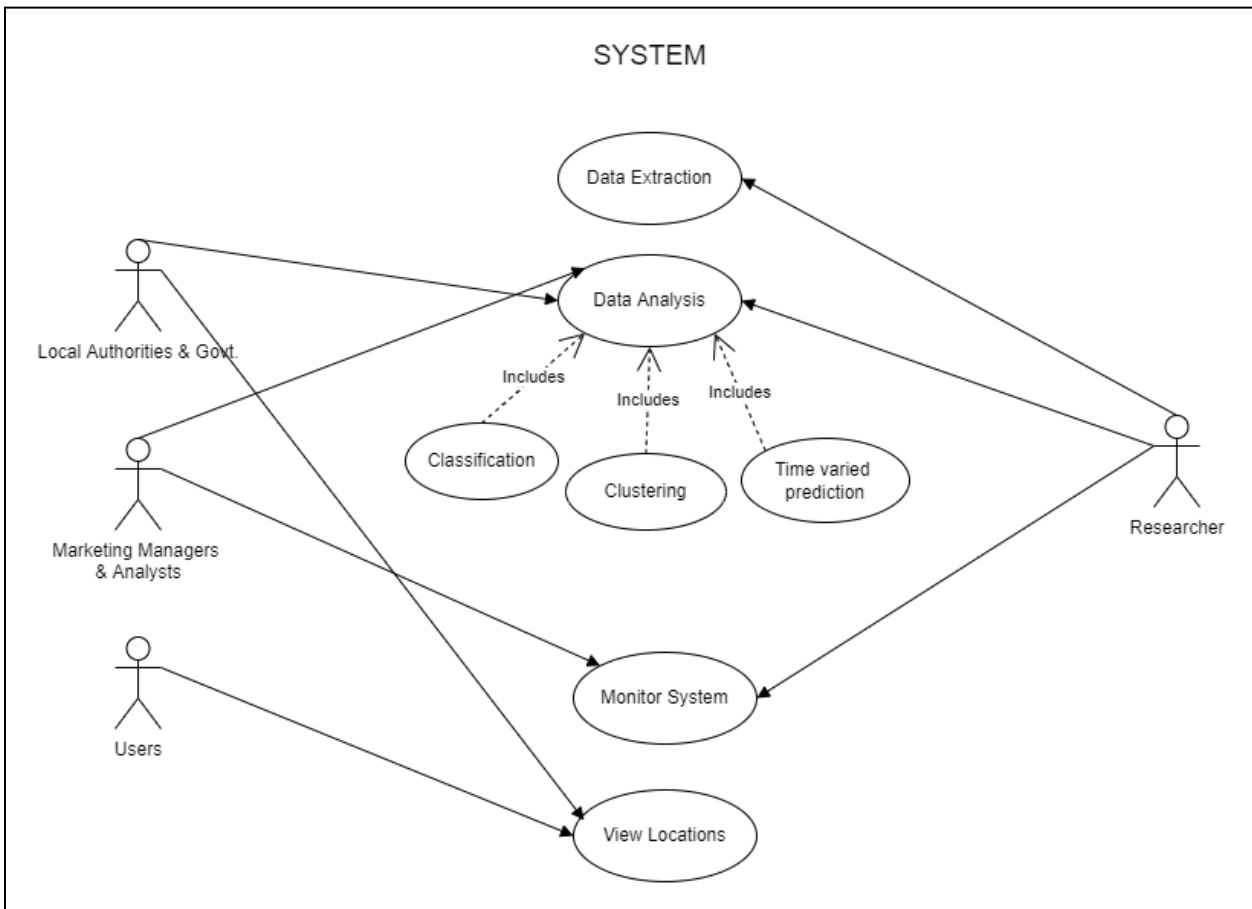 SYSTEM
Data Extraction
Data Analysis
Local Authorities & Govt.
Includes
Includes
Includes
Classification
Clustering
Time varied
prediction
Marketing Managers
& Analysts
Researcher
Monitor System
Users
View Locations